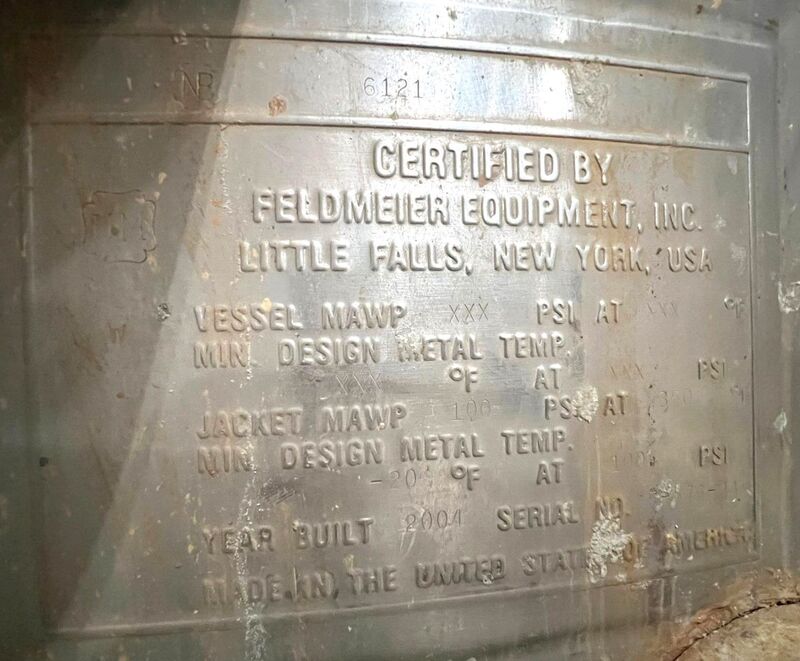 NB 6121
CERTIFIED BY
FELDMEIER EQUIPMENT, INC.
LITTLE FALLS, NEW YORK, USA
VESSEL MAWP XXX PSI AT XXX °F
MIN. DESIGN METAL TEMP.
XXX °F AT XXX PSI
JACKET MAWP 100 PSI AT °F
MIN. DESIGN METAL TEMP.
-20 °F AT PSI
YEAR BUILT 2004 SERIAL NO.
MADE IN THE UNITED STATES OF AMERICA